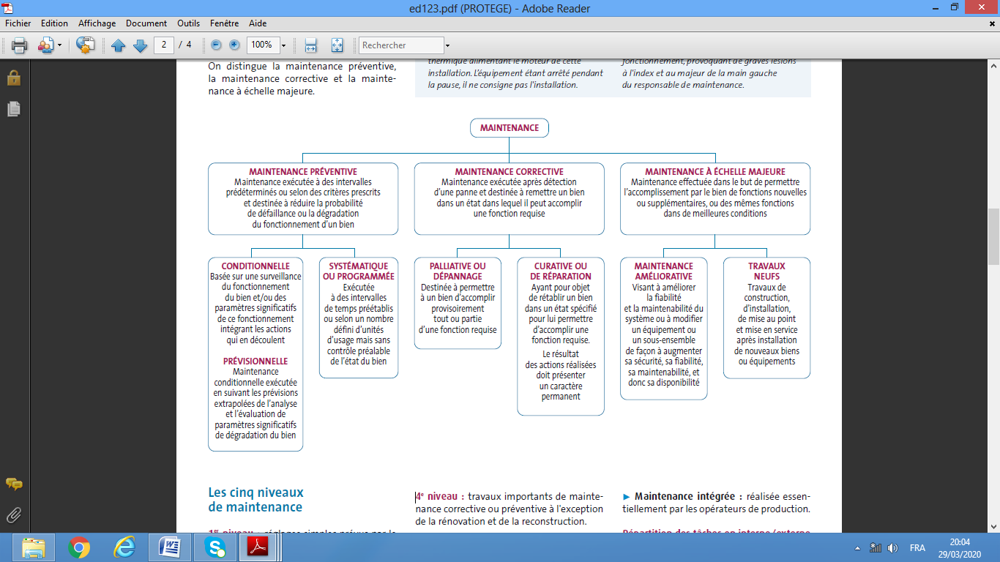 ed123.pdf (PROTEGE) - Adobe Reader
Fichier Edition Affichage Document Outils Fenêtre Aide
2 / 4 100% Rechercher
On distingue la maintenance préventive,
la maintenance corrective et la mainte-
nance à échelle majeure.
thermique alimentant le moteur de cette
installation. L'équipement étant arrêté pendant
la pause, il ne consigne pas l'installation.
fonctionnement, provoquant de graves lésions
à l'index et au majeur de la main gauche
du responsable de maintenance.
MAINTENANCE
MAINTENANCE PRÉVENTIVE
Maintenance exécutée à des intervalles
prédéterminés ou selon des critères prescrits
et destinée à réduire la probabilité
de défaillance ou la dégradation
du fonctionnement d'un bien
MAINTENANCE CORRECTIVE
Maintenance exécutée après détection
d'une panne et destinée à remettre un bien
dans un état dans lequel il peut accomplir
une fonction requise
MAINTENANCE À ÉCHELLE MAJEURE
Maintenance effectuée dans le but de permettre
l'accomplissement par le bien de fonctions nouvelles
ou supplémentaires, ou des mêmes fonctions
dans de meilleures conditions
CONDITIONNELLE
Basée sur une surveillance
du fonctionnement
du bien et/ou des
paramètres significatifs
de ce fonctionnement
intégrant les actions
qui en découlent
PRÉVISIONNELLE
Maintenance
conditionnelle exécutée
en suivant les prévisions
extrapolées de l'analyse
et l'évaluation de
paramètres significatifs
de dégradation du bien
SYSTÉMATIQUE
OU PROGRAMMÉE
Exécutée
à des intervalles
de temps préétablis
ou selon un nombre
défini d'unités
d'usage mais sans
contrôle préalable
de l'état du bien
PALLIATIVE OU
DÉPANNAGE
Destinée à permettre
à un bien d'accomplir
provisoirement
tout ou partie
d'une fonction requise
CURATIVE OU
DE RÉPARATION
Ayant pour objet
de rétablir un bien
dans un état spécifié
pour lui permettre
d'accomplir une
fonction requise.
Le résultat
des actions réalisées
doit présenter
un caractère
permanent
MAINTENANCE
AMÉLIORATIVE
Visant à améliorer
la fiabilité
et la maintenabilité du
système ou à modifier
un équipement ou
un sous-ensemble
de façon à augmenter
sa sécurité, sa fiabilité,
sa maintenabilité, et
donc sa disponibilité
TRAVAUX
NEUFS
Travaux de
construction,
d'installation,
de mise au point
et mise en service
après installation
de nouveaux biens
ou équipements
Les cinq niveaux
de maintenance
1er niveau : réglages simples prévus par le
4e niveau : travaux importants de mainte-
nance corrective ou préventive à l'exception
de la rénovation et de la reconstruction.
► Maintenance intégrée : réalisée essen-
tiellement par les opérateurs de production.
Répartition des tâches en interne/externe
FRA
20:04
29/03/2020